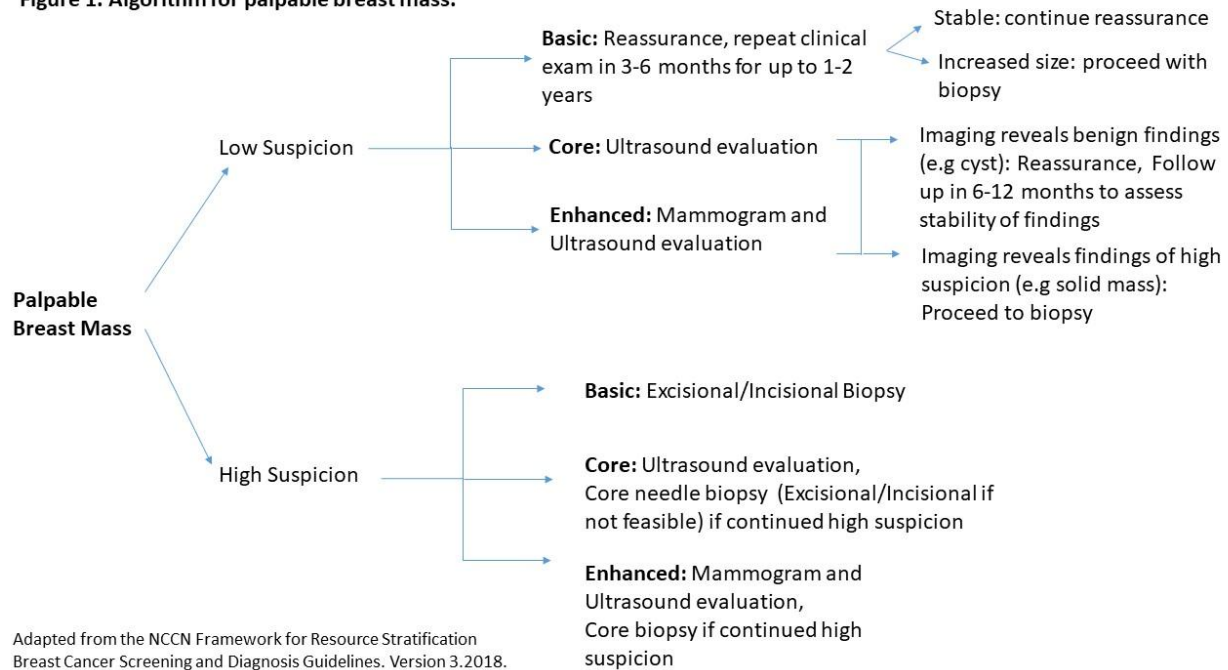 Figure 1: Algorithm for palpable breast mass.
Basic: Reassurance, repeat clinical
exam in 3-6 months for up to 1-2
years
Stable: continue reassurance
Increased size: proceed with
biopsy
Low Suspicion
Core: Ultrasound evaluation
Enhanced: Mammogram and
Ultrasound evaluation
Imaging reveals benign findings
(e.g cyst): Reassurance, Follow
up in 6-12 months to assess
stability of findings
Imaging reveals findings of high
suspicion (e.g solid mass):
Proceed to biopsy
Palpable
Breast Mass
High Suspicion
Basic: Excisional/Incisional Biopsy
Core: Ultrasound evaluation,
Core needle biopsy (Excisional/Incisional if
not feasible) if continued high suspicion
Enhanced: Mammogram and
Ultrasound evaluation,
Core biopsy if continued high
suspicion
Adapted from the NCCN Framework for Resource Stratification
Breast Cancer Screening and Diagnosis Guidelines. Version 3.2018.